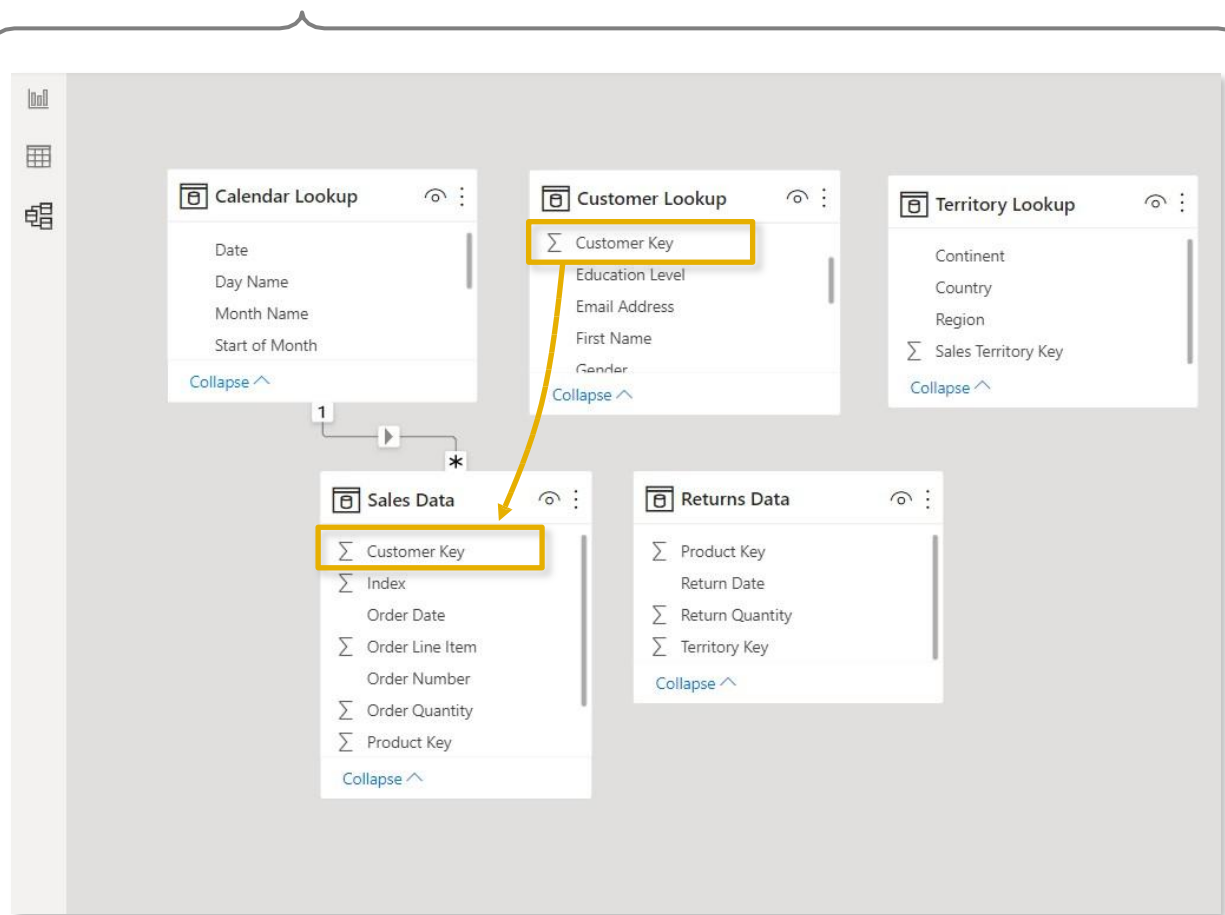 Calendar Lookup
Date
Day Name
Month Name
Start of Month
Collapse
Customer Lookup
Σ Customer Key
Education Level
Email Address
First Name
Gender
Collapse
Territory Lookup
Continent
Country
Region
Σ Sales Territory Key
Collapse
1
*
Sales Data
Σ Customer Key
Σ Index
Order Date
Σ Order Line Item
Order Number
Σ Order Quantity
Σ Product Key
Collapse
Returns Data
Σ Product Key
Return Date
Σ Return Quantity
Σ Territory Key
Collapse